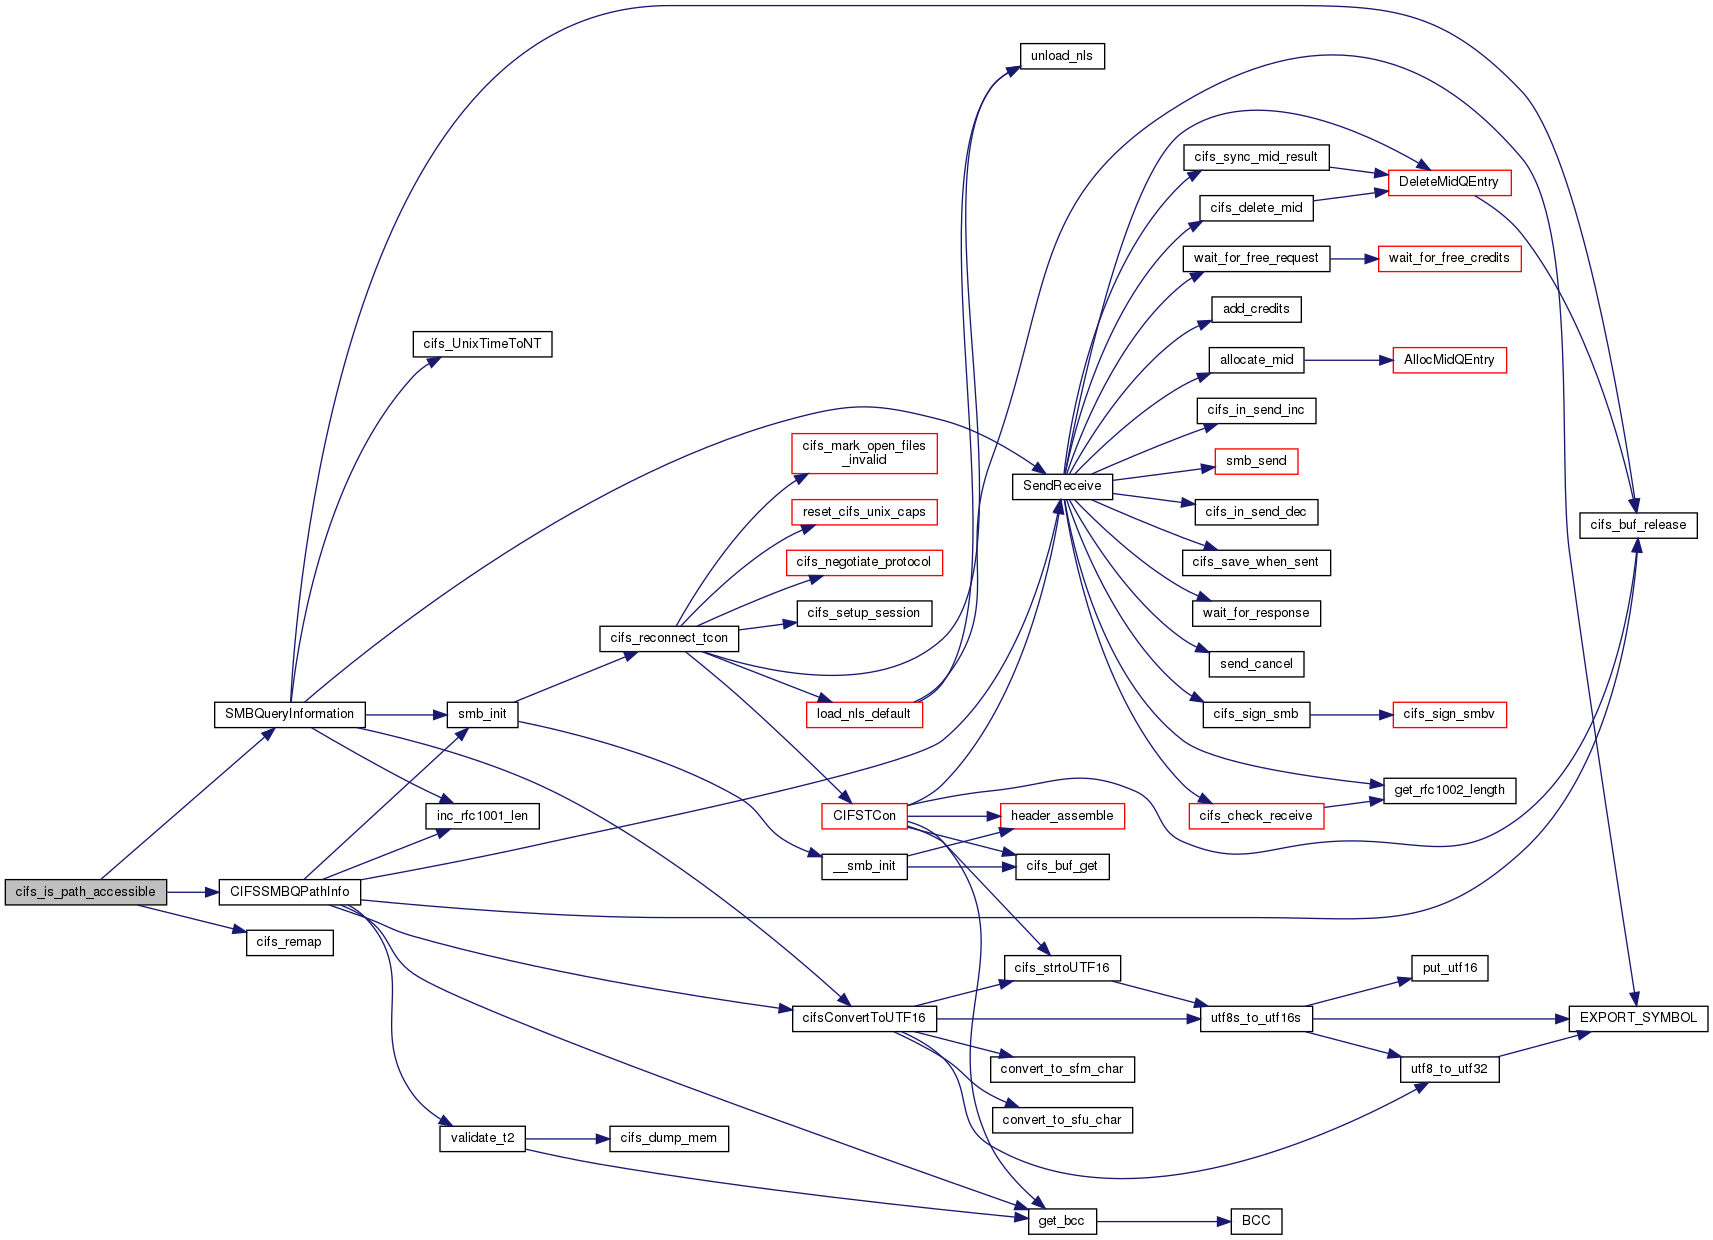 unload_nls
cifs_sync_mid_result
DeleteMidQEntry
cifs_delete_mid
wait_for_free_request
wait_for_free_credits
add_credits
cifs_UnixTimeToNT
allocate_mid
AllocMidQEntry
cifs_in_send_inc
cifs_mark_open_files
_invalid
smb_send
SendReceive
reset_cifs_unix_caps
cifs_in_send_dec
cifs_buf_release
cifs_negotiate_protocol
cifs_save_when_sent
cifs_setup_session
wait_for_response
cifs_reconnect_tcon
send_cancel
SMBQueryInformation
smb_init
load_nls_default
cifs_sign_smb
cifs_sign_smbv
get_rfc1002_length
inc_rfc1001_len
CIFSTCon
header_assemble
cifs_check_receive
__smb_init
cifs_buf_get
cifs_is_path_accessible
CIFSSMBQPathInfo
cifs_remap
cifs_strtoUTF16
put_utf16
cifsConvertToUTF16
utf8s_to_utf16s
EXPORT_SYMBOL
convert_to_sfm_char
utf8_to_utf32
convert_to_sfu_char
validate_t2
cifs_dump_mem
get_bcc
BCC